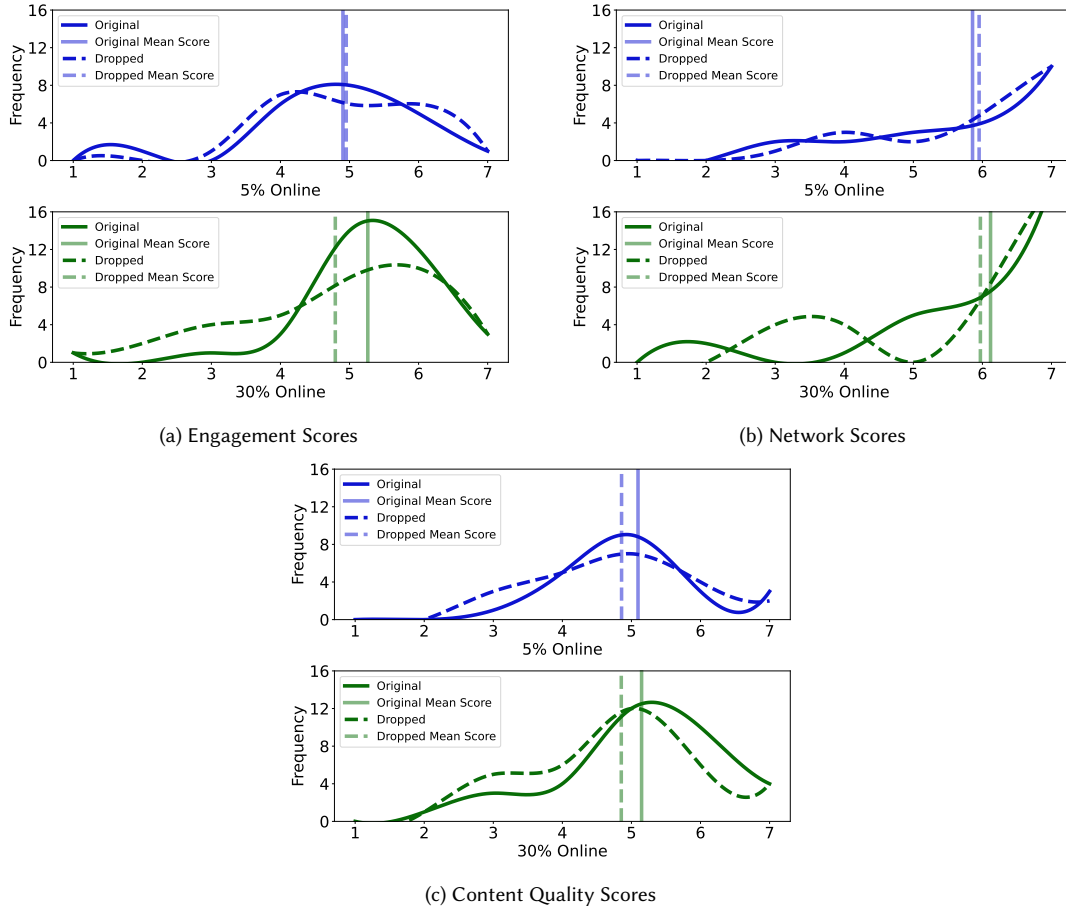 Frequency
16
12
8
4
0
Original
Original Mean Score
Dropped
Dropped Mean Score
1 2 3 4 5 6 7
5% Online
Frequency
16
12
8
4
0
Original
Original Mean Score
Dropped
Dropped Mean Score
1 2 3 4 5 6 7
30% Online
(a) Engagement Scores
Frequency
16
12
8
4
0
Original
Original Mean Score
Dropped
Dropped Mean Score
1 2 3 4 5 6 7
5% Online
Frequency
16
12
8
4
0
Original
Original Mean Score
Dropped
Dropped Mean Score
1 2 3 4 5 6 7
30% Online
(b) Network Scores
Frequency
16
12
8
4
0
Original
Original Mean Score
Dropped
Dropped Mean Score
1 2 3 4 5 6 7
5% Online
Frequency
16
12
8
4
0
Original
Original Mean Score
Dropped
Dropped Mean Score
1 2 3 4 5 6 7
30% Online
(c) Content Quality Scores